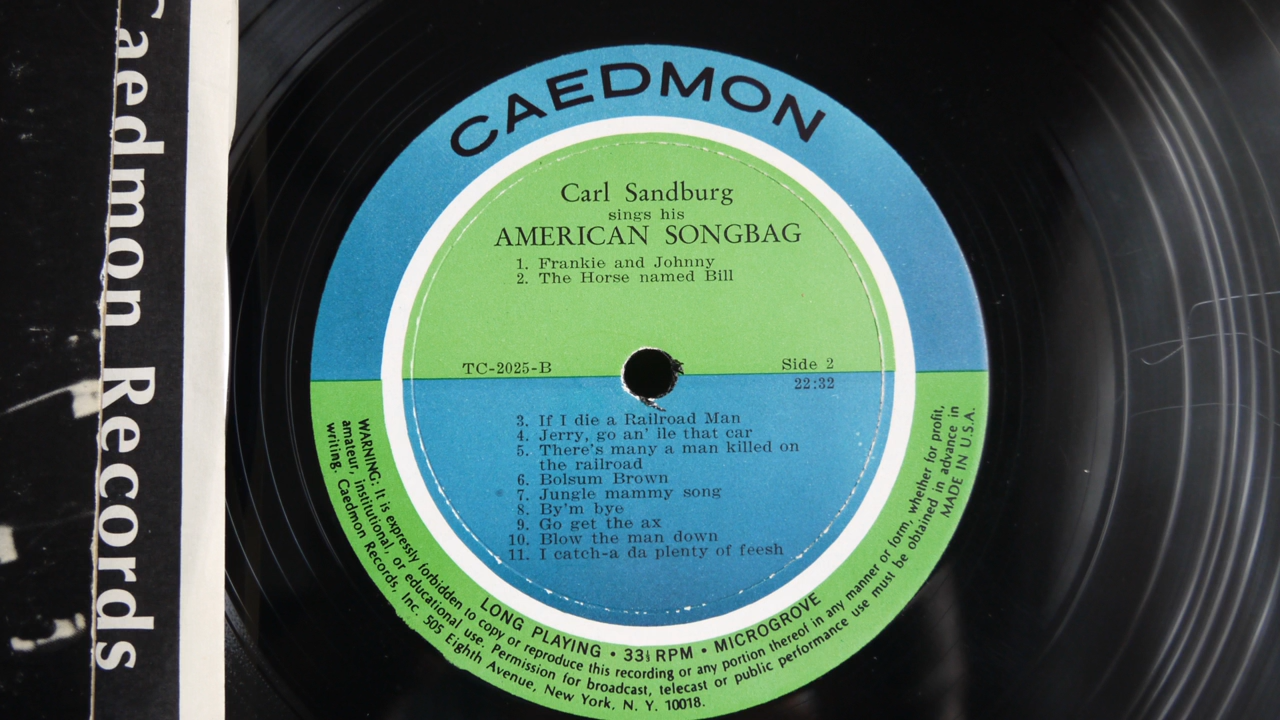 Caedmon Records
CAEDMON
Carl Sandburg
sings his
AMERICAN SONGBAG
1. Frankie and Johnny
2. The Horse named Bill
TC-2025-B
Side 2
22:32
3. If I die a Railroad Man
4. Jerry, go an' ile that car
5. There's many a man killed on
the railroad
6. Bolsum Brown
7. Jungle mammy song
8. By'm bye
9. Go get the ax
10. Blow the man down
11. I catch-a da plenty of feesh
LONG PLAYING • 33⅓ RPM • MICROGROVE
WARNING: It is expressly forbidden to copy or reproduce this recording or any portion thereof in any manner or form, whether for profit,
amateur, institutional, or educational use. Permission for broadcast, telecast or public performance use must be obtained in advance in
writing. Caedmon Records, Inc. 505 Eighth Avenue, New York, N. Y. 10018.
MADE IN U.S.A.